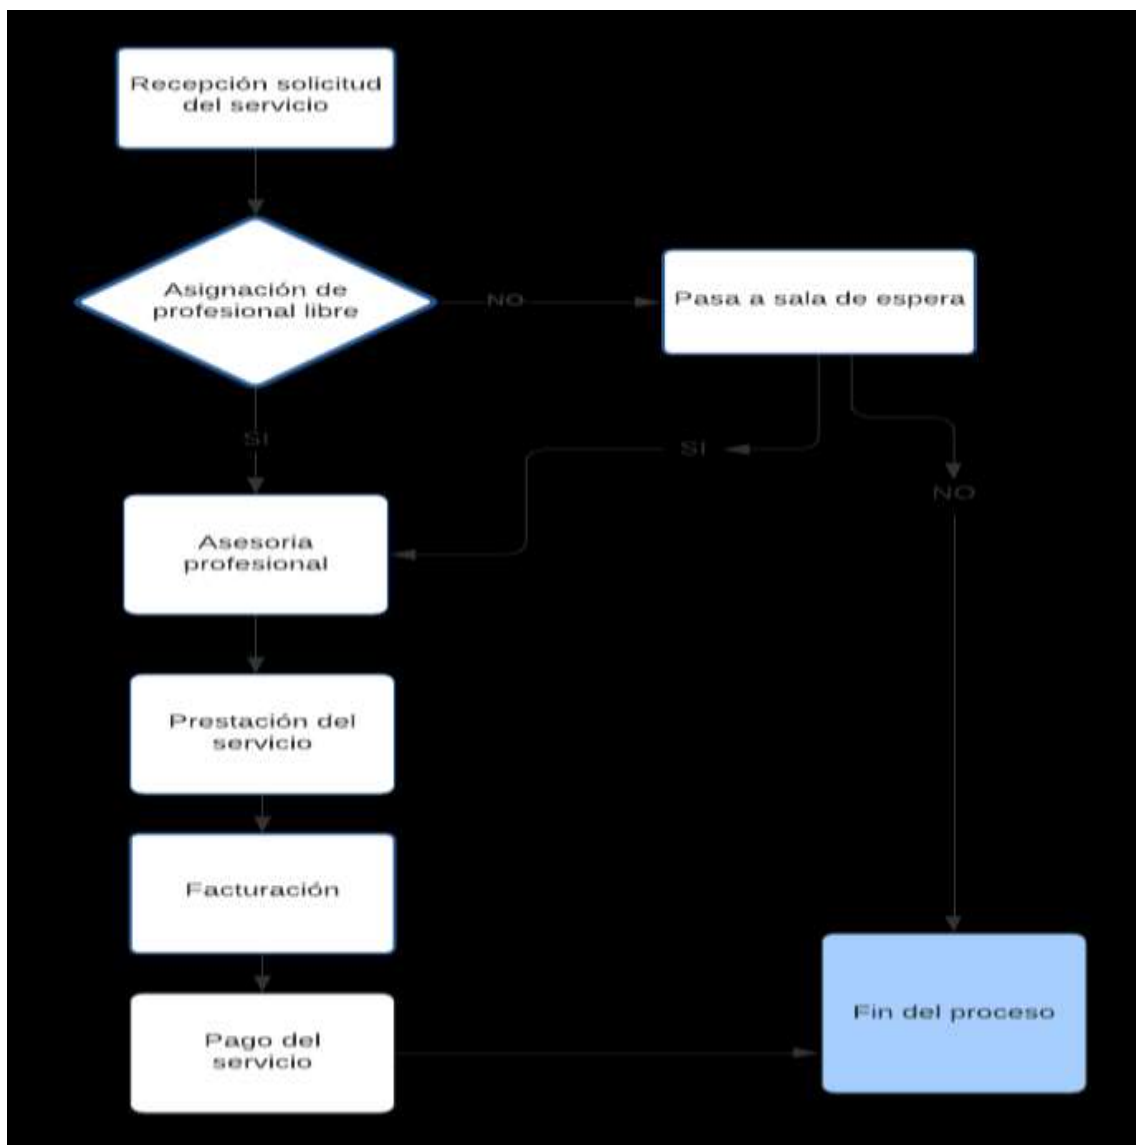 Recepción solicitud
del servicio
Asignación de
profesional libre
NO
Pasa a sala de espera
SI
SI
NO
Asesoria
profesional
Prestación del
servicio
Facturación
Fin del proceso
Pago del
servicio